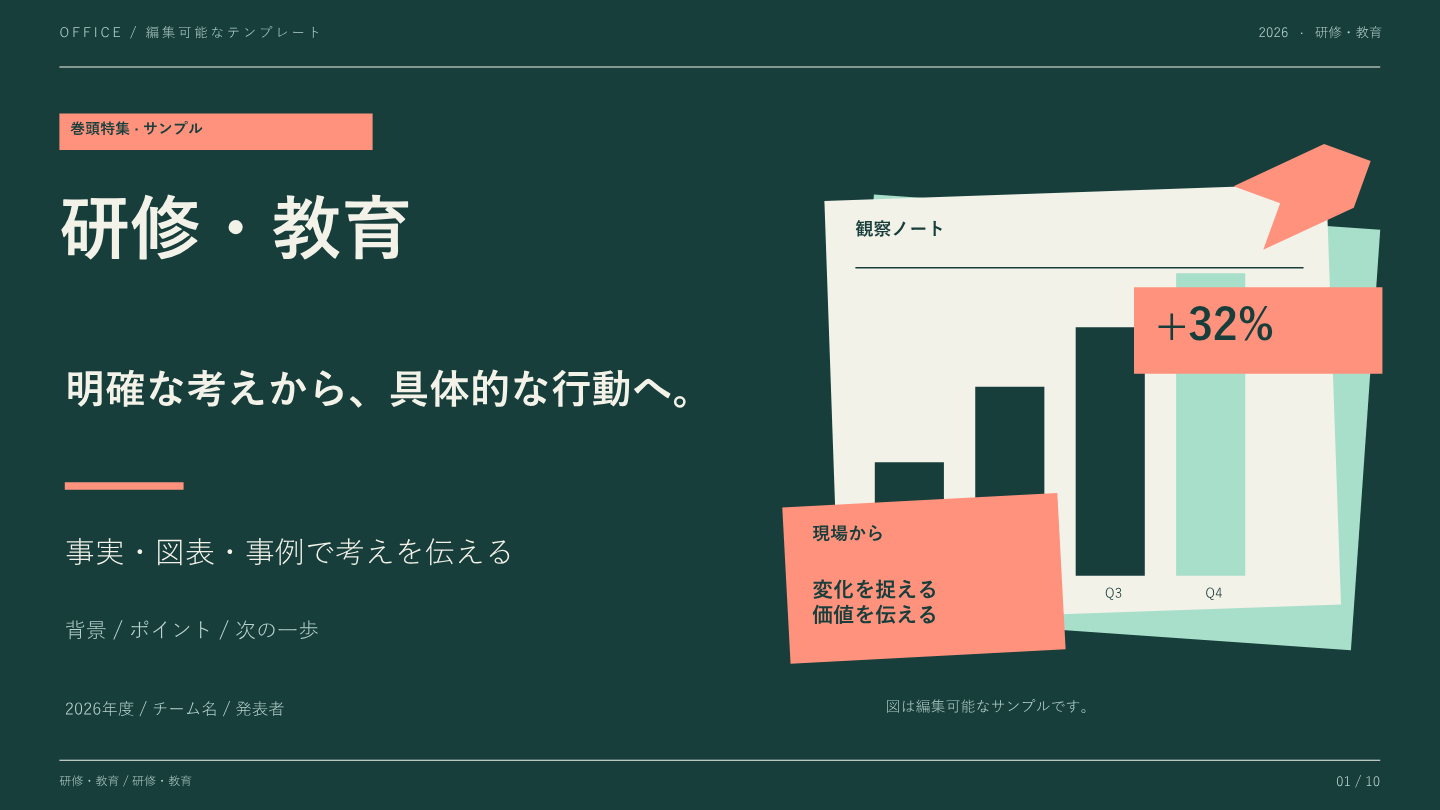 OFFICE / 編集可能なテンプレート
2026 · 研修・教育
巻頭特集 · サンプル
研修・教育
明確な考えから、具体的な行動へ。
事実・図表・事例で考えを伝える
背景 / ポイント / 次の一歩
2026年度 / チーム名 / 発表者
観察ノート
+32%
現場から
変化を捉える
価値を伝える
Q3
Q4
図は編集可能なサンプルです。
研修・教育 / 研修・教育
01 / 10